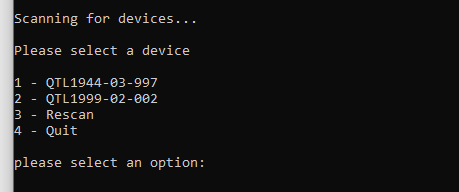 Scanning for devices...
Please select a device
1 - QTL1944-03-997
2 - QTL1999-02-002
3 - Rescan
4 - Quit
please select an option: